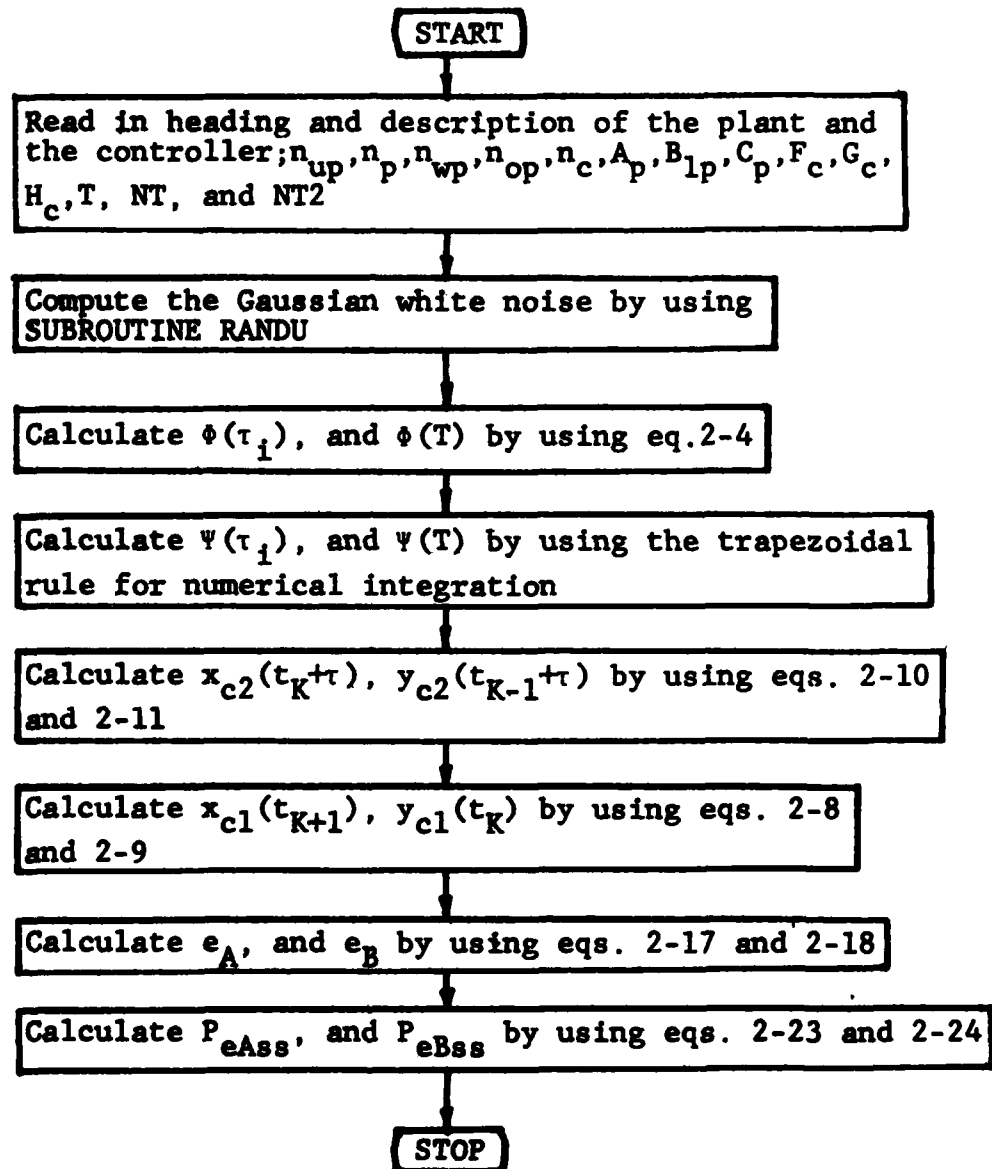 START
Read in heading and description of the plant and
the controller;n_up,n_p,n_wp,n_op,n_c,A_p,B_lp,C_p,F_c,G_c,
H_c,T, NT, and NT2
Compute the Gaussian white noise by using
SUBROUTINE RANDU
Calculate Φ(τ_i), and Φ(T) by using eq.2-4
Calculate Ψ(τ_i), and Ψ(T) by using the trapezoidal
rule for numerical integration
Calculate x_c2(t_K+τ), y_c2(t_K-1+τ) by using eqs. 2-10
and 2-11
Calculate x_c1(t_K+1), y_c1(t_K) by using eqs. 2-8
and 2-9
Calculate e_A, and e_B by using eqs. 2-17 and 2-18
Calculate P_eAss, and P_eBss by using eqs. 2-23 and 2-24
STOP